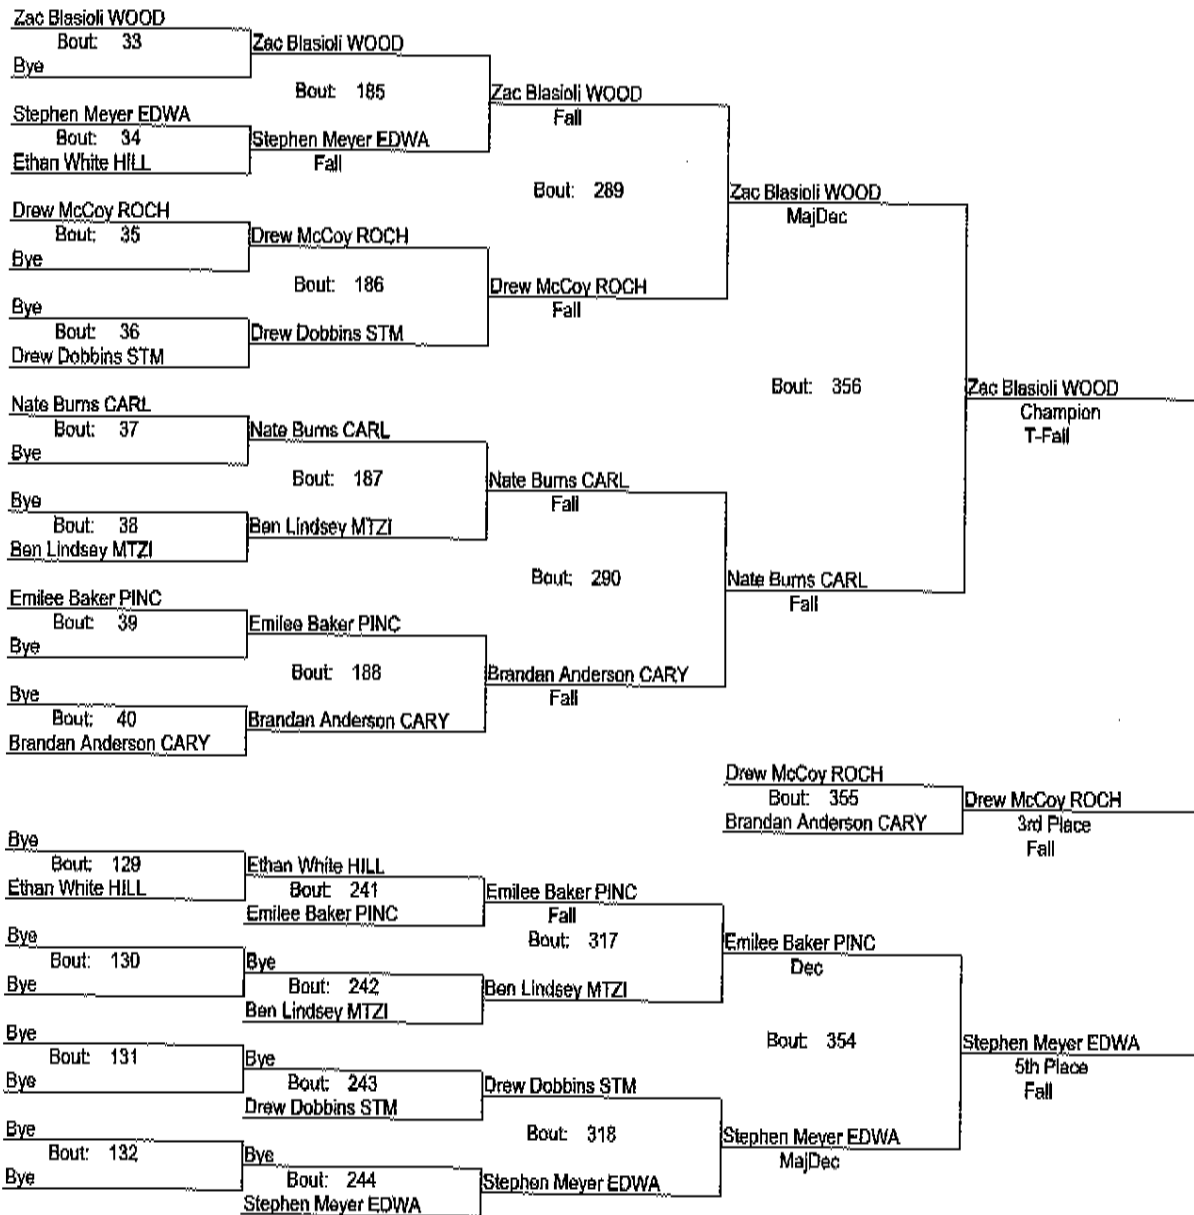 Zac Blasioli WOOD
Bout: 33
Bye
Zac Blasioli WOOD
Bout: 185
Stephen Meyer EDWA
Bout: 34
Ethan White HILL
Stephen Meyer EDWA
Fall
Zac Blasioli WOOD
Fall
Bout: 289
Drew McCoy ROCH
Bout: 35
Bye
Drew McCoy ROCH
Bout: 186
Bye
Bout: 36
Drew Dobbins STM
Drew Dobbins STM
Drew McCoy ROCH
Fall
Zac Blasioli WOOD
MajDec
Bout: 356
Nate Burns CARL
Bout: 37
Bye
Nate Burns CARL
Bout: 187
Bye
Bout: 38
Ben Lindsey MTZI
Ben Lindsey MTZI
Nate Burns CARL
Fall
Bout: 290
Emilee Baker PINC
Bout: 39
Bye
Emilee Baker PINC
Bout: 188
Bye
Bout: 40
Brandan Anderson CARY
Brandan Anderson CARY
Brandan Anderson CARY
Fall
Nate Burns CARL
Fall
Zac Blasioli WOOD
Champion
T-Fall
Drew McCoy ROCH
Bout: 355
Brandan Anderson CARY
Drew McCoy ROCH
3rd Place
Fall
Bye
Bout: 129
Ethan White HILL
Ethan White HILL
Bout: 241
Emilee Baker PINC
Emilee Baker PINC
Fall
Bout: 317
Bye
Bout: 130
Bye
Bye
Bout: 242
Ben Lindsey MTZI
Ben Lindsey MTZI
Emilee Baker PINC
Dec
Bout: 354
Bye
Bout: 131
Bye
Bye
Bout: 243
Drew Dobbins STM
Drew Dobbins STM
Bout: 318
Bye
Bout: 132
Bye
Bye
Bout: 244
Stephen Meyer EDWA
Stephen Meyer EDWA
Stephen Meyer EDWA
MajDec
Stephen Meyer EDWA
5th Place
Fall